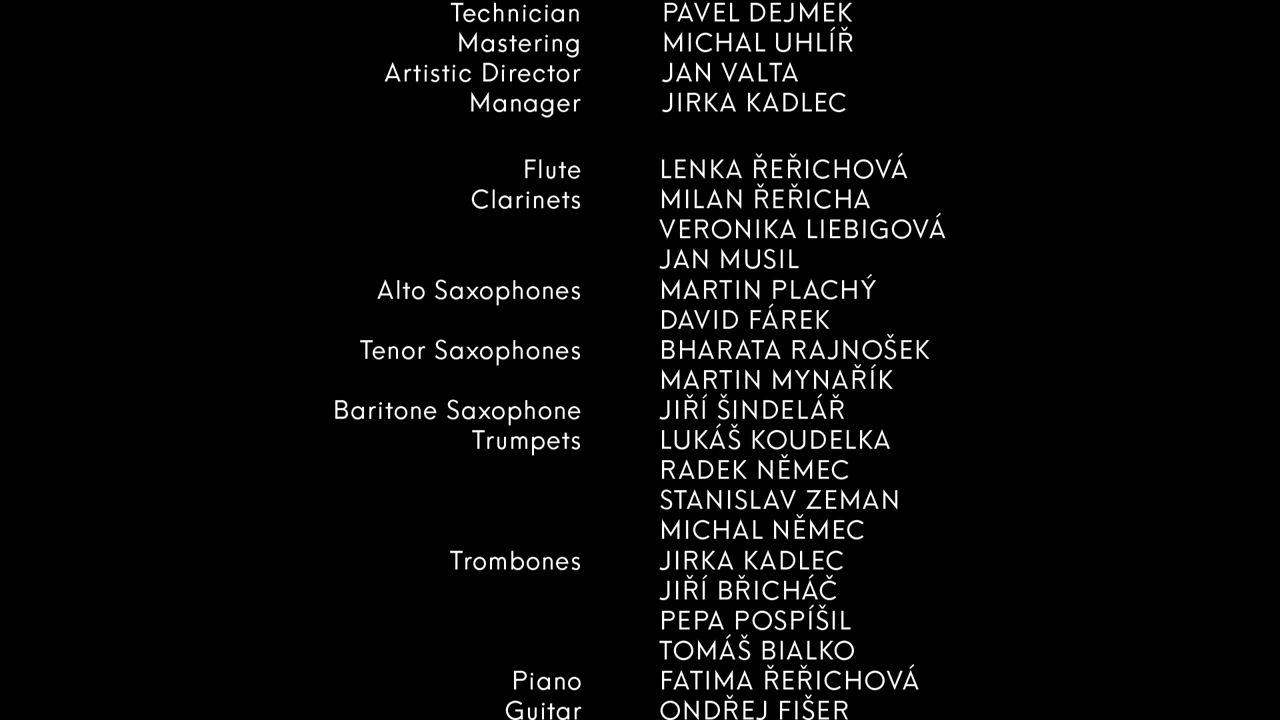 Technician PAVEL DEJMEK
Mastering MICHAL UHLÍŘ
Artistic Director JAN VALTA
Manager JIRKA KADLEC
Flute LENKA ŘEŘICHOVÁ
Clarinets MILAN ŘEŘICHA
VERONIKA LIEBIGOVÁ
JAN MUSIL
Alto Saxophones MARTIN PLACHÝ
DAVID FÁREK
Tenor Saxophones BHARATA RAJNOŠEK
MARTIN MYNAŘÍK
Baritone Saxophone JIŘÍ ŠINDELÁŘ
Trumpets LUKÁŠ KOUDELKA
RADEK NĚMEC
STANISLAV ZEMAN
MICHAL NĚMEC
Trombones JIRKA KADLEC
JIŘÍ BŘICHÁČ
PEPA POSPÍŠIL
TOMÁŠ BIALKO
Piano FATIMA ŘEŘICHOVÁ
Guitar ONDŘEJ FIŠER